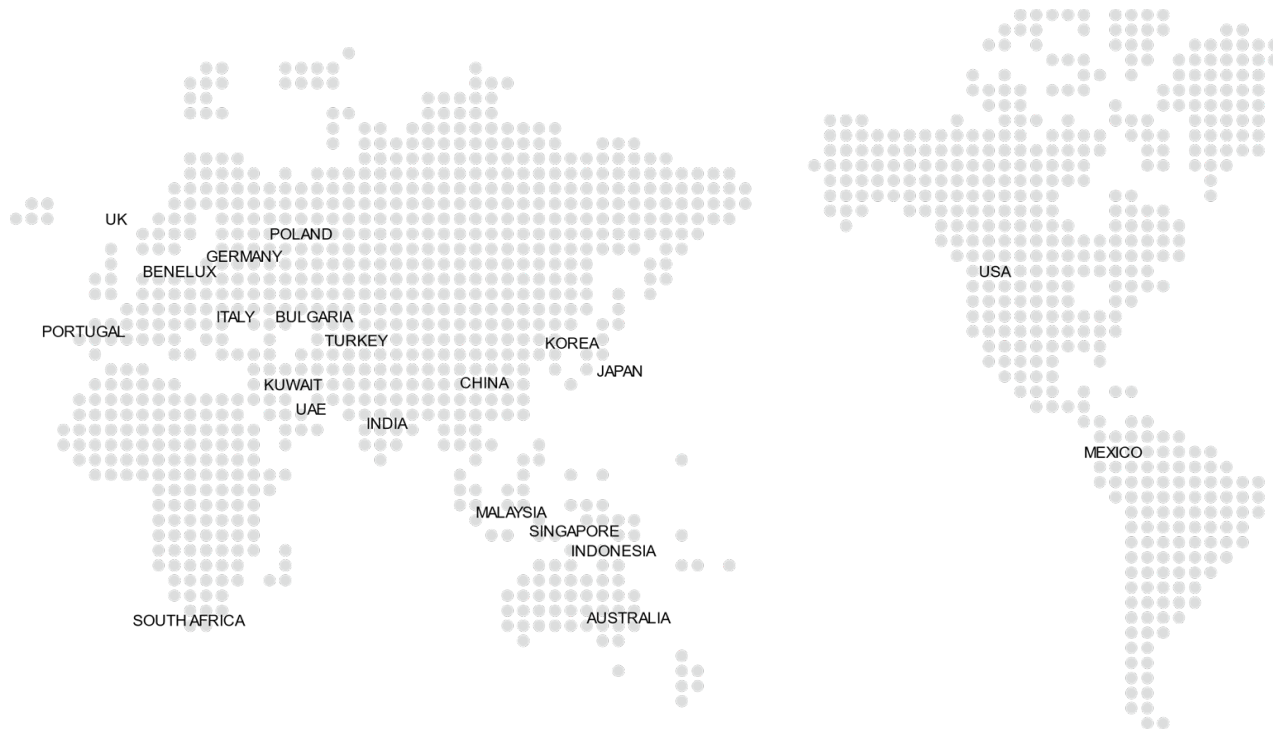 UK
POLAND
GERMANY
BENELUX
USA
ITALY
BULGARIA
PORTUGAL
TURKEY
KOREA
JAPAN
KUWAIT
CHINA
UAE
INDIA
MEXICO
MALAYSIA
SINGAPORE
INDONESIA
SOUTH AFRICA
AUSTRALIA